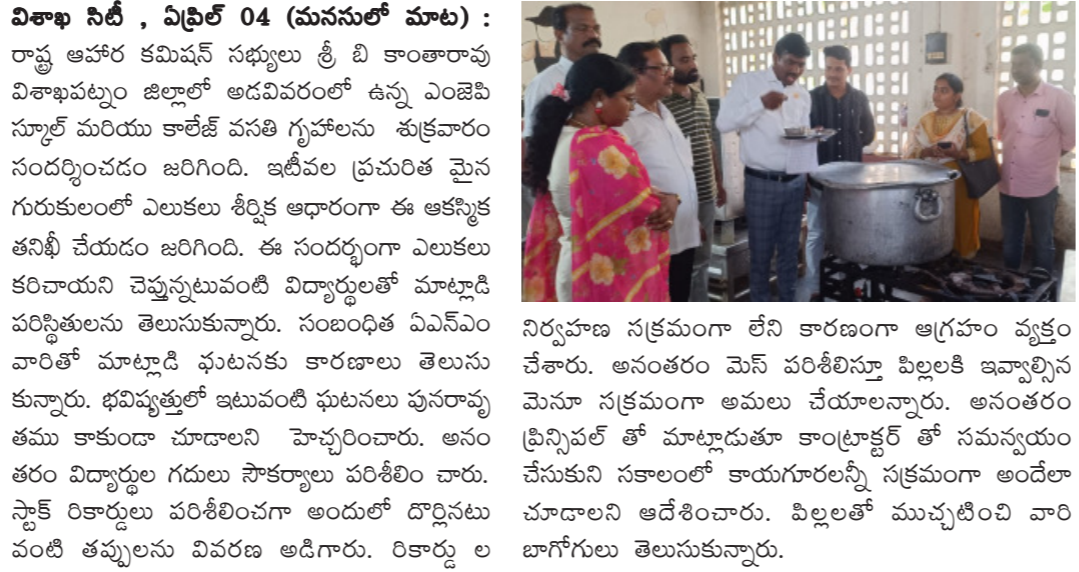 విశాఖ సిటీ , ఏప్రిల్ 04 (మనసులో మాట) :
రాష్ట్ర ఆహార కమిషన్ సభ్యులు శ్రీ బి కాంతారావు
విశాఖపట్నం జిల్లాలో అడవివరంలో ఉన్న ఎంజెపి
స్కూల్ మరియు కాలేజ్ వసతి గృహాలను శుక్రవారం
సందర్శించడం జరిగింది. ఇటీవల ప్రచురిత మైన
గురుకులంలో ఎలుకలు శీర్షిక ఆధారంగా ఈ ఆకస్మిక
తనిఖీ చేయడం జరిగింది. ఈ సందర్భంగా ఎలుకలు
కరిచాయని చెప్తున్నటువంటి విద్యార్థులతో మాట్లాడి
పరిస్థితులను తెలుసుకున్నారు. సంబంధిత ఏఎన్ఎం
వారితో మాట్లాడి ఘటనకు కారణాలు తెలుసు
కున్నారు. భవిష్యత్తులో ఇటువంటి ఘటనలు పునరావృ
తము కాకుండా చూడాలని హెచ్చరించారు. అనం
తరం విద్యార్థుల గదులు సౌకర్యాలు పరిశీలిం చారు.
స్టాక్ రికార్డులు పరిశీలించగా అందులో దొర్లినటు
వంటి తప్పులను వివరణ అడిగారు. రికార్డు ల
నిర్వహణ సక్రమంగా లేని కారణంగా ఆగ్రహం వ్యక్తం
చేశారు. అనంతరం మెస్ పరిశీలిస్తూ పిల్లలకి ఇవ్వాల్సిన
మెనూ సక్రమంగా అమలు చేయాలన్నారు. అనంతరం
ప్రిన్సిపల్ తో మాట్లాడుతూ కాంట్రాక్టర్ తో సమన్వయం
చేసుకుని సకాలంలో కాయగూరలన్నీ సక్రమంగా అందేలా
చూడాలని ఆదేశించారు. పిల్లలతో ముచ్చటించి వారి
బాగోగులు తెలుసుకున్నారు.